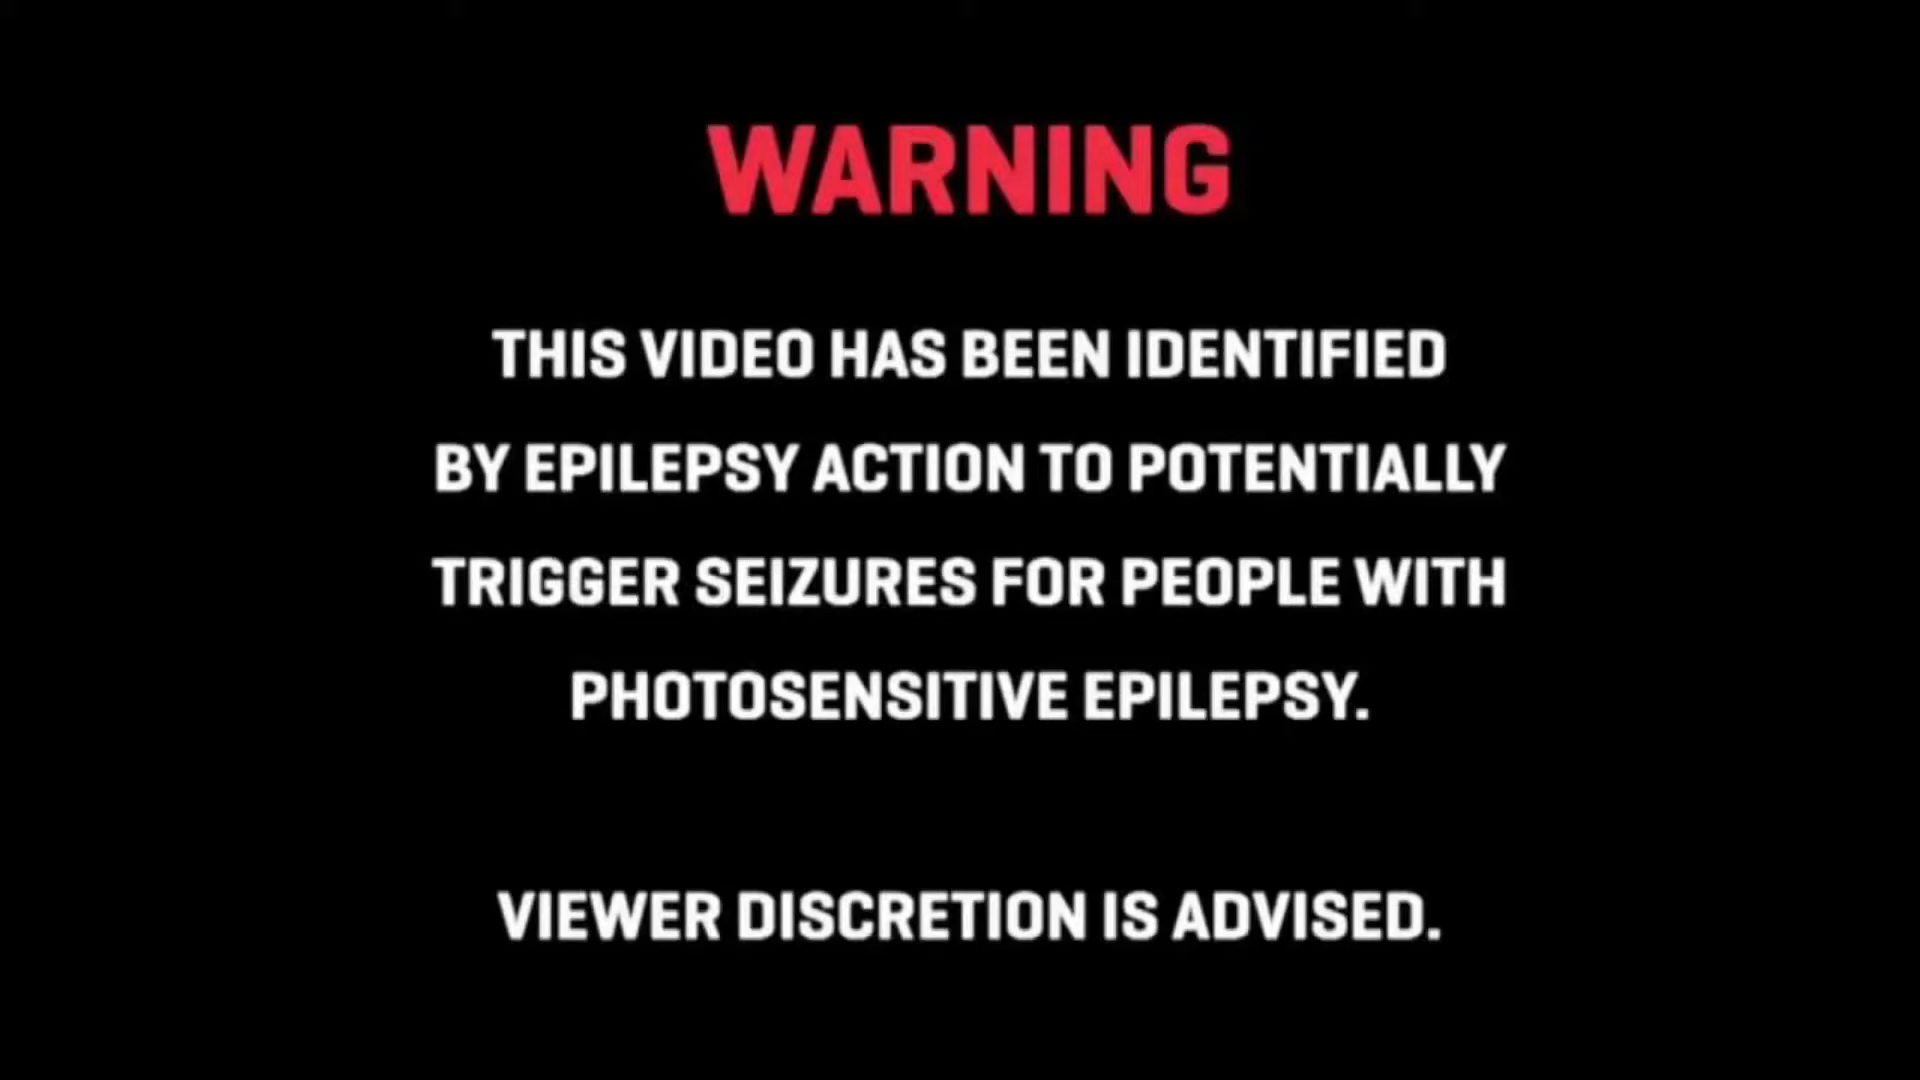 WARNING
THIS VIDEO HAS BEEN IDENTIFIED
BY EPILEPSY ACTION TO POTENTIALLY
TRIGGER SEIZURES FOR PEOPLE WITH
PHOTOSENSITIVE EPILEPSY.
VIEWER DISCRETION IS ADVISED.